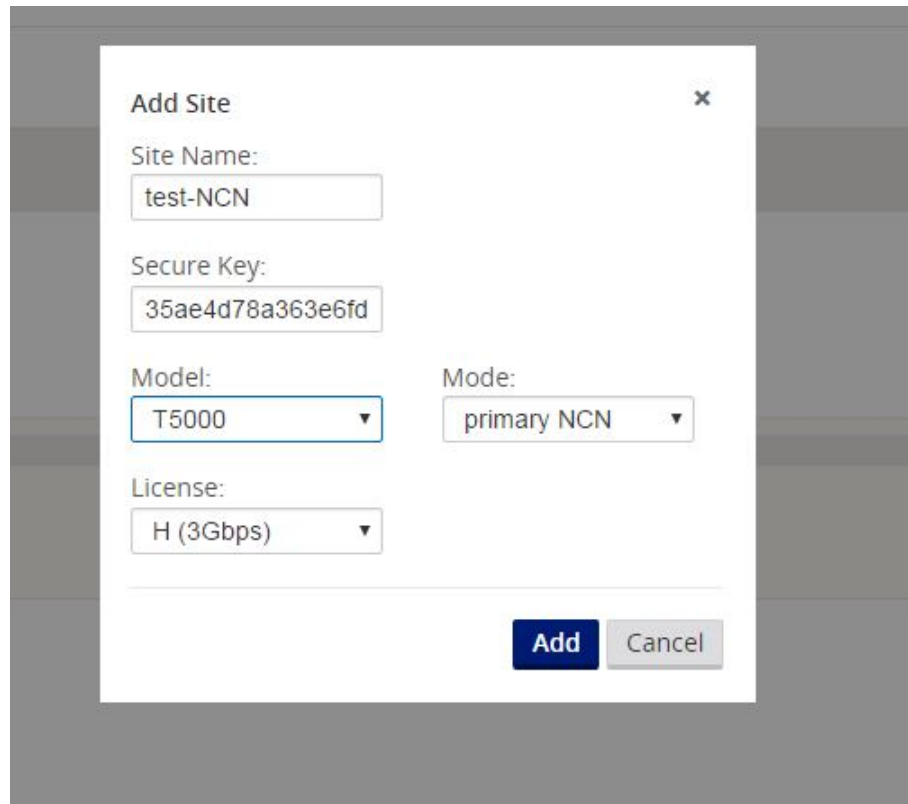 Add Site
Site Name:
test-NCN
Secure Key:
35ae4d78a363e6fd
Model: Mode:
T5000 primary NCN
License:
H (3Gbps)
Add Cancel